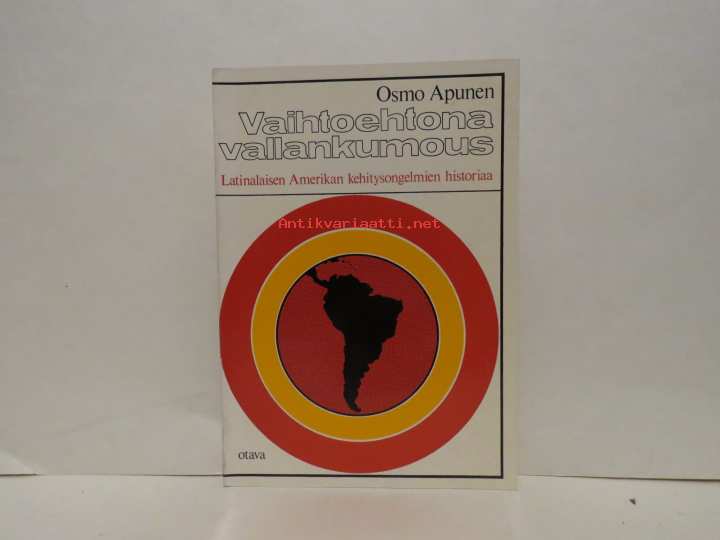 Osmo Apunen
Vaihtoehtona
vallankumous
Latinalaisen Amerikan kehitysongelmien historiaa
Antikvariaatti.net
otava